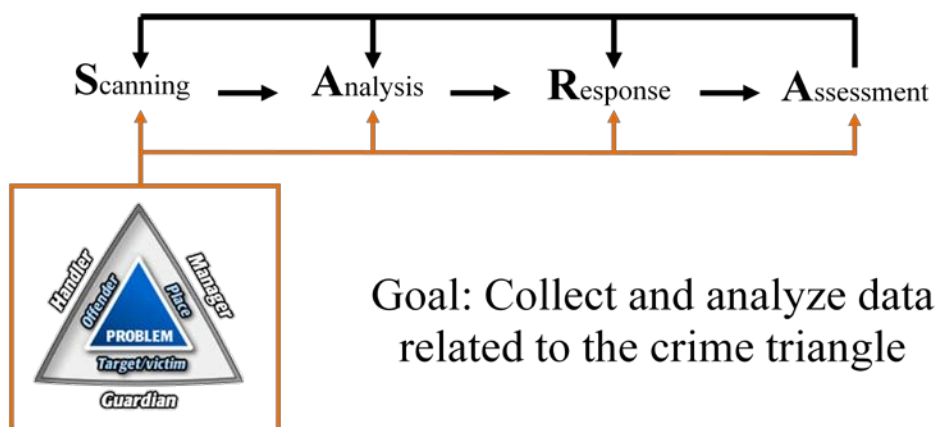 Scanning
Analysis
Response
Assessment
Handler
Manager
Offender
Place
PROBLEM
Target/victim
Guardian
Goal: Collect and analyze data
related to the crime triangle